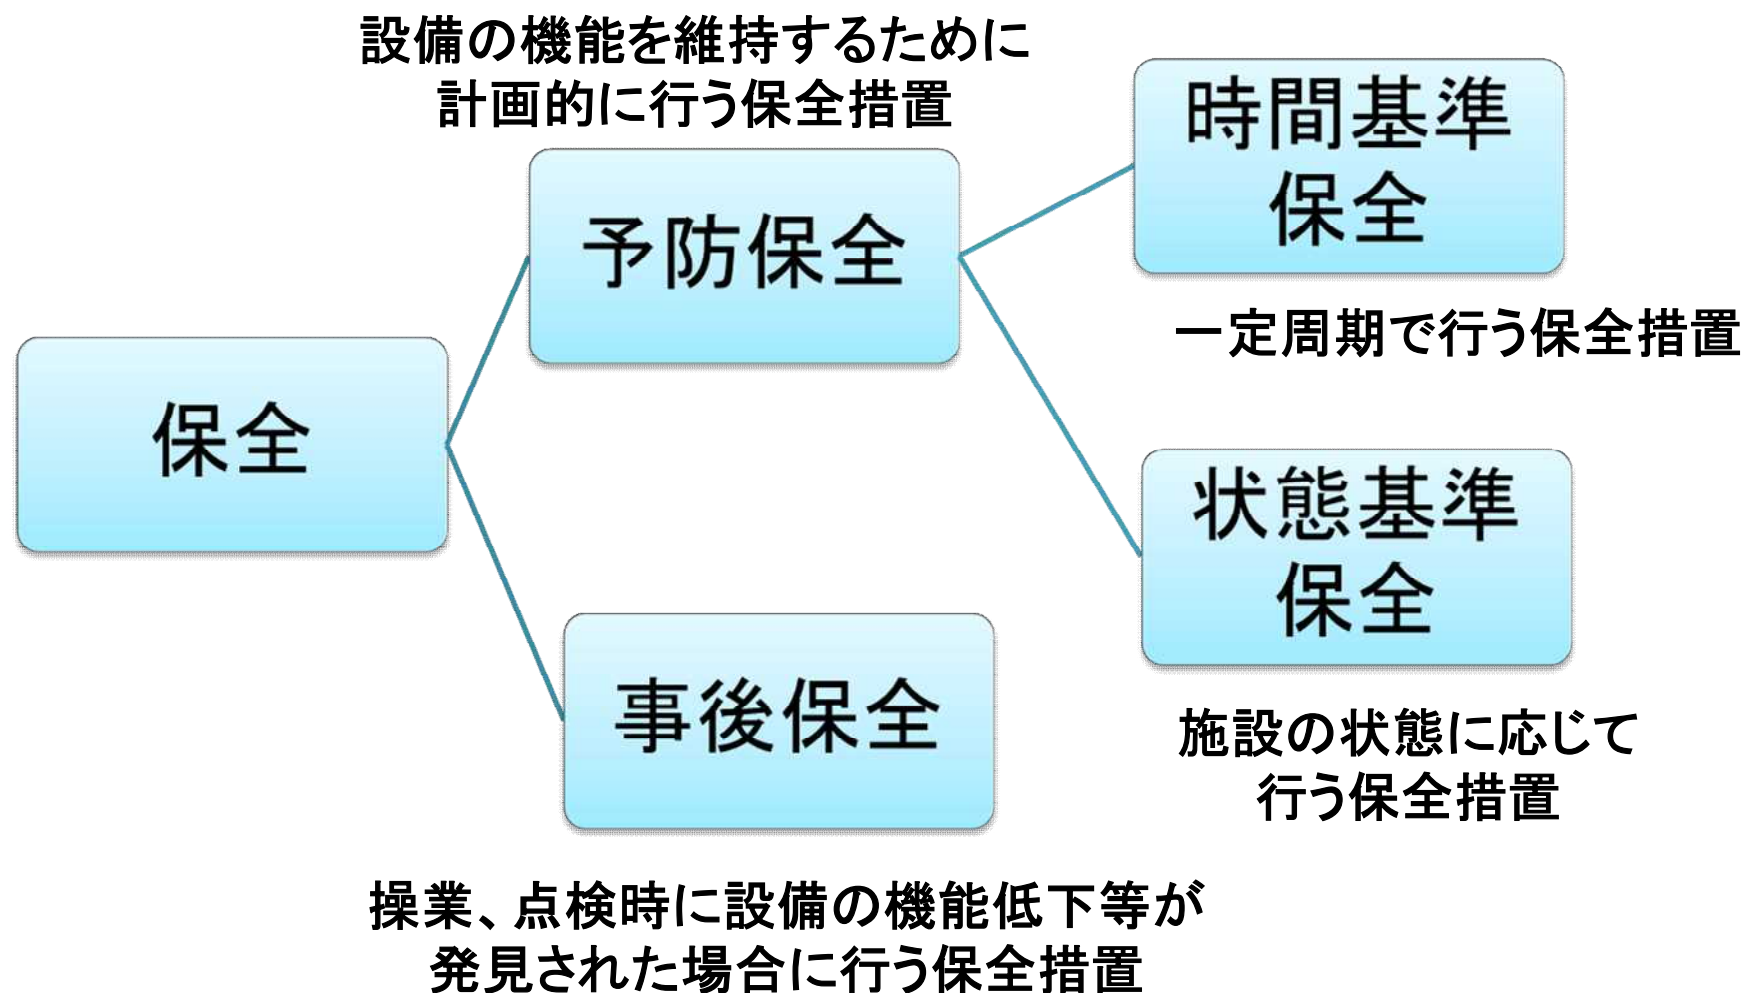 設備の機能を維持するために
計画的に行う保全措置
予防保全
時間基準
保全
一定周期で行う保全措置
保全
状態基準
保全
施設の状態に応じて
行う保全措置
事後保全
操業、点検時に設備の機能低下等が
発見された場合に行う保全措置